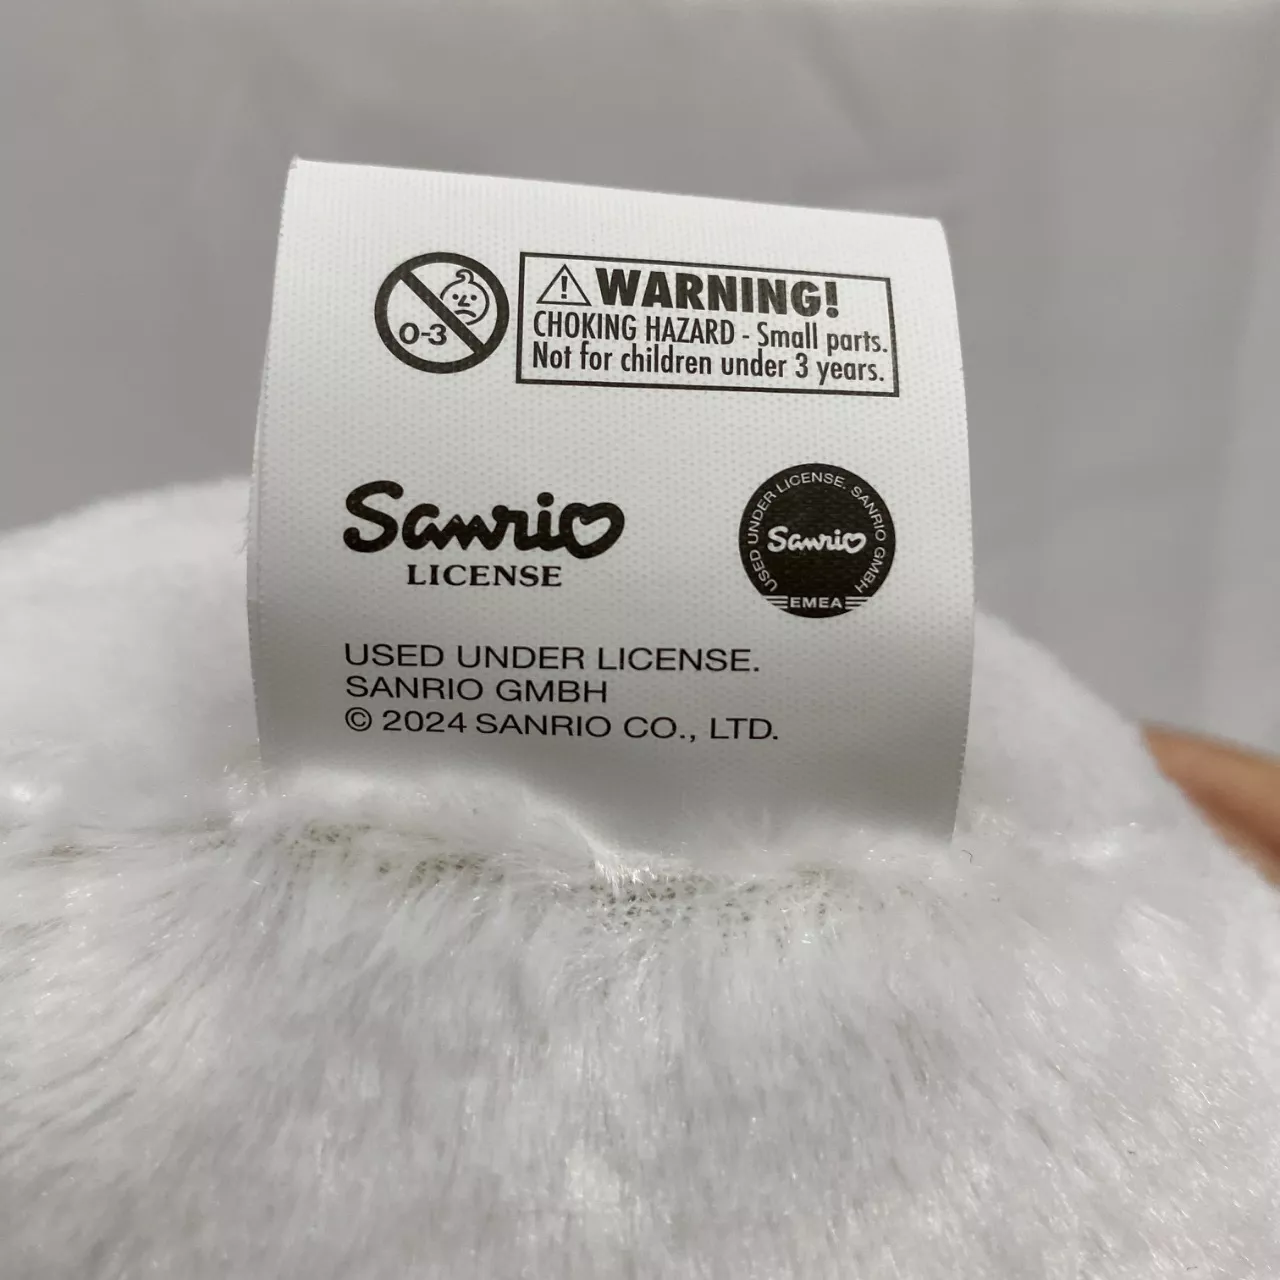 0-3
WARNING!
CHOKING HAZARD - Small parts.
Not for children under 3 years.
Sanrio
LICENSE
USED UNDER LICENSE. SANRIO GMBH
Sanrio
EMEA
USED UNDER LICENSE.
SANRIO GMBH
© 2024 SANRIO CO., LTD.